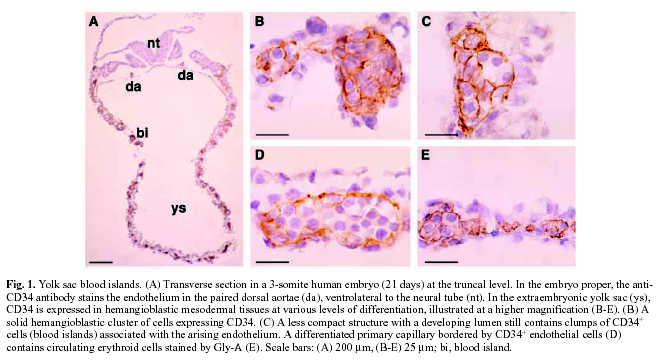 A
nt
da
da
bi
ys
B
C
D
E
Fig. 1. Yolk sac blood islands. (A) Transverse section in a 3-somite human embryo (21 days) at the truncal level. In the embryo proper, the anti-
CD34 antibody stains the endothelium in the paired dorsal aortae (da), ventrolateral to the neural tube (nt). In the extraembryonic yolk sac (ys),
CD34 is expressed in hemangioblastic mesodermal tissues at various levels of differentiation, illustrated at a higher magnification (B-E). (B) A
solid hemangioblastic cluster of cells expressing CD34. (C) A less compact structure with a developing lumen still contains clumps of CD34+
cells (blood islands) associated with the arising endothelium. A differentiated primary capillary bordered by CD34+ endothelial cells (D)
contains circulating erythroid cells stained by Gly-A (E). Scale bars: (A) 200 µm, (B-E) 25 µm; bi, blood island.